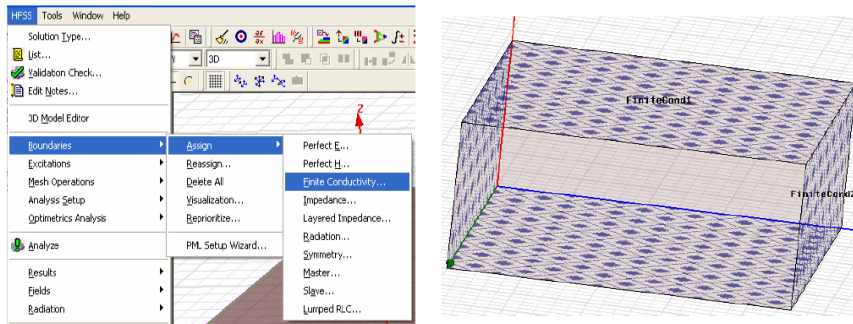 HFSS Tools Window Help
Solution Type...
List...
Validation Check...
Edit Notes...
3D Model Editor
Boundaries
Excitations
Mesh Operations
Analysis Setup
Optimetrics Analysis
Analyze
Results
Fields
Radiation
3D
Z
Assign
Reassign...
Delete All
Visualization...
Reprioritize...
PML Setup Wizard...
Perfect E...
Perfect H...
Finite Conductivity...
Impedance...
Layered Impedance...
Radiation...
Symmetry...
Master...
Slave...
Lumped RLC...
FiniteCond1
FiniteCond2